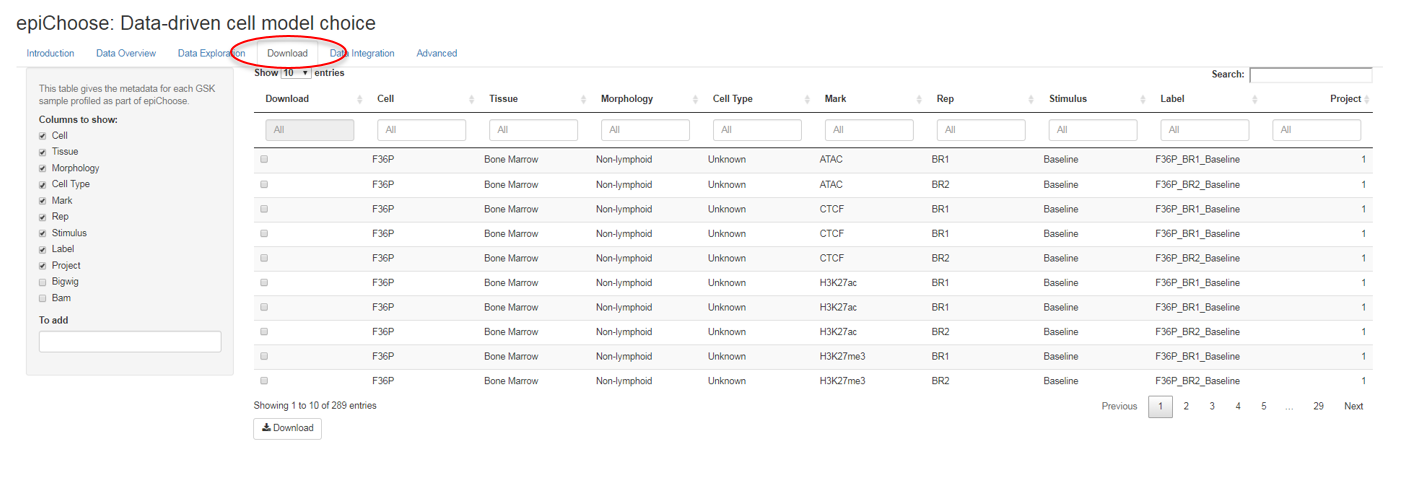 epiChoose: Data-driven cell model choice
Introduction Data Overview Data Exploration Download Data Integration Advanced
This table gives the metadata for each GSK
sample profiled as part of epiChoose.
Columns to show:
Cell
Tissue
Morphology
Cell Type
Mark
Rep
Stimulus
Label
Project
Bigwig
Bam
To add
Show 10 entries
Search:
Download Cell Tissue Morphology Cell Type Mark Rep Stimulus Label Project
All All All All All All All All All All
F36P Bone Marrow Non-lymphoid Unknown ATAC BR1 Baseline F36P_BR1_Baseline 1
F36P Bone Marrow Non-lymphoid Unknown ATAC BR2 Baseline F36P_BR2_Baseline 1
F36P Bone Marrow Non-lymphoid Unknown CTCF BR1 Baseline F36P_BR1_Baseline 1
F36P Bone Marrow Non-lymphoid Unknown CTCF BR1 Baseline F36P_BR1_Baseline 1
F36P Bone Marrow Non-lymphoid Unknown CTCF BR2 Baseline F36P_BR2_Baseline 1
F36P Bone Marrow Non-lymphoid Unknown H3K27ac BR1 Baseline F36P_BR1_Baseline 1
F36P Bone Marrow Non-lymphoid Unknown H3K27ac BR1 Baseline F36P_BR1_Baseline 1
F36P Bone Marrow Non-lymphoid Unknown H3K27ac BR2 Baseline F36P_BR2_Baseline 1
F36P Bone Marrow Non-lymphoid Unknown H3K27me3 BR1 Baseline F36P_BR1_Baseline 1
F36P Bone Marrow Non-lymphoid Unknown H3K27me3 BR2 Baseline F36P_BR2_Baseline 1
Showing 1 to 10 of 289 entries
Previous 1 2 3 4 5 … 29 Next
Download